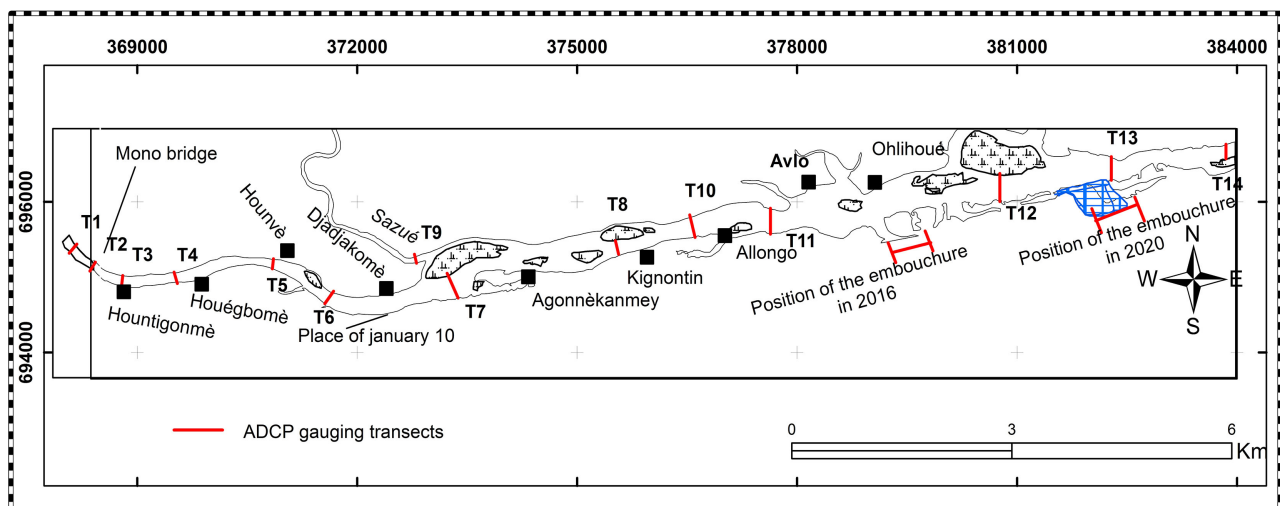 369000 372000 375000 378000 381000 384000
Mono bridge
T1
T2
T3
T4
Hountigonmè
Houégbomè
Hounvè
T5
Djadjakomè
T6
Sazué
T9
Place of january 10
T7
Agonnèkanmey
T8
Kignontin
T10
Allongo
T11
Avlo
Ohlihoué
T12
T13
T14
Position of the embouchure
in 2016
Position of the embouchure
in 2020
N
W E
S
696000
694000
ADCP gauging transects
0 3 6
Km